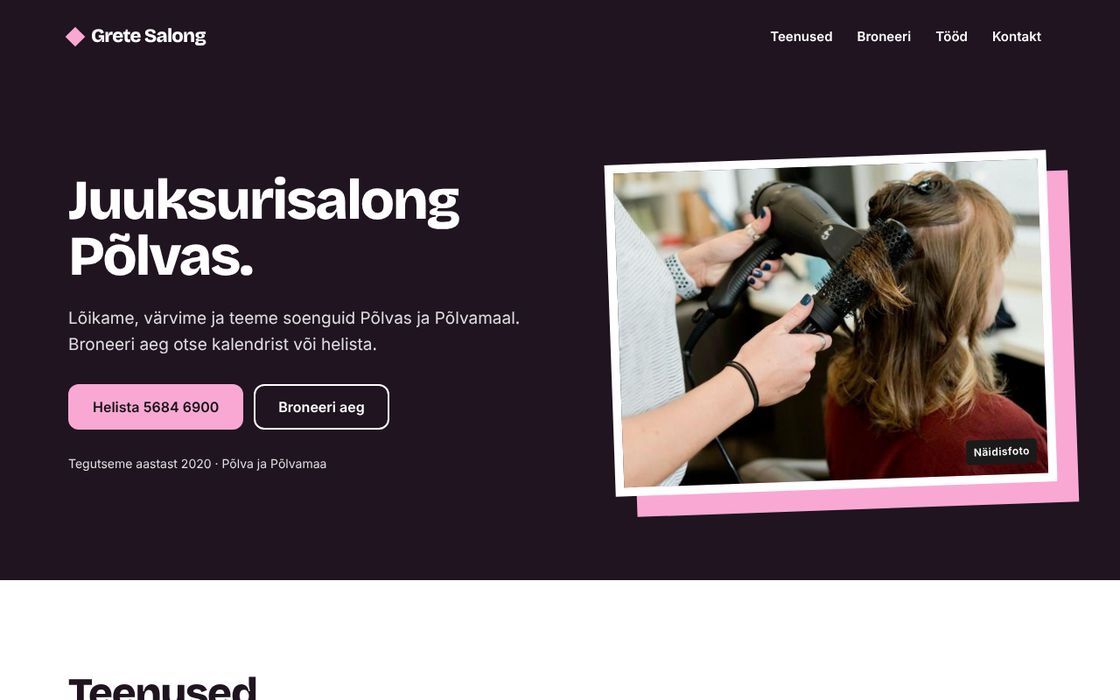 Grete Salong
Teenused Broneeri Tööd Kontakt
Juuksurisalong
Põlvas.
Lõikame, värvime ja teeme soenguid Põlvas ja Põlvamaal.
Broneeri aeg otse kalendrist või helista.
Helista 5684 6900
Broneeri aeg
Tegutseme aastast 2020 · Põlva ja Põlvamaa
Näidisfoto
Teenused